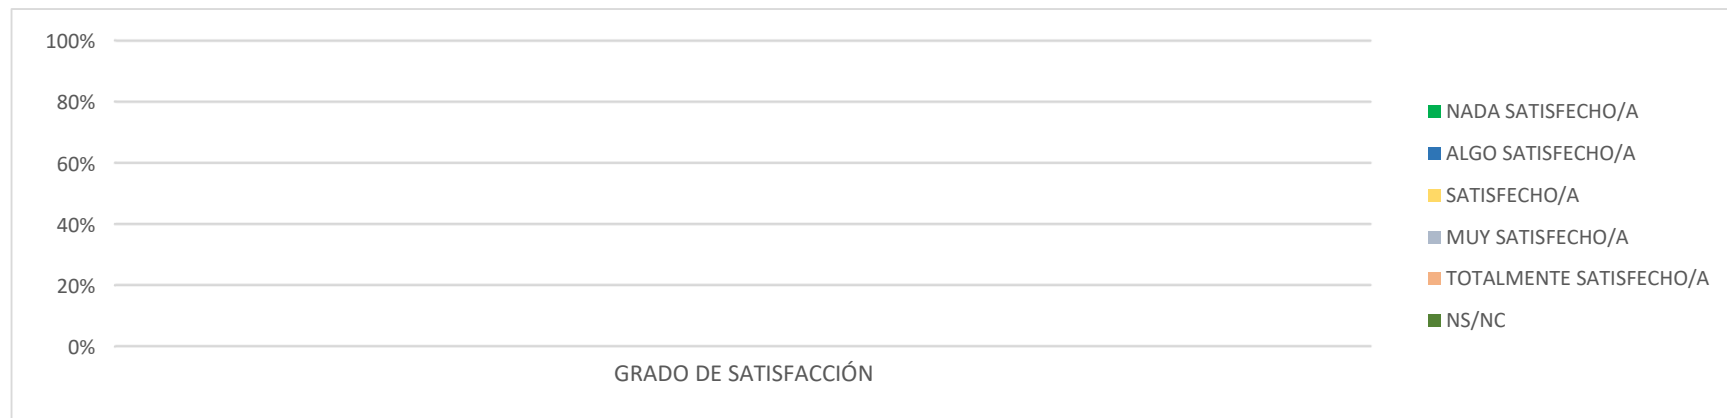 100%
80%
60%
40%
20%
0%
GRADO DE SATISFACCIÓN
NADA SATISFECHO/A
ALGO SATISFECHO/A
SATISFECHO/A
MUY SATISFECHO/A
TOTALMENTE SATISFECHO/A
NS/NC